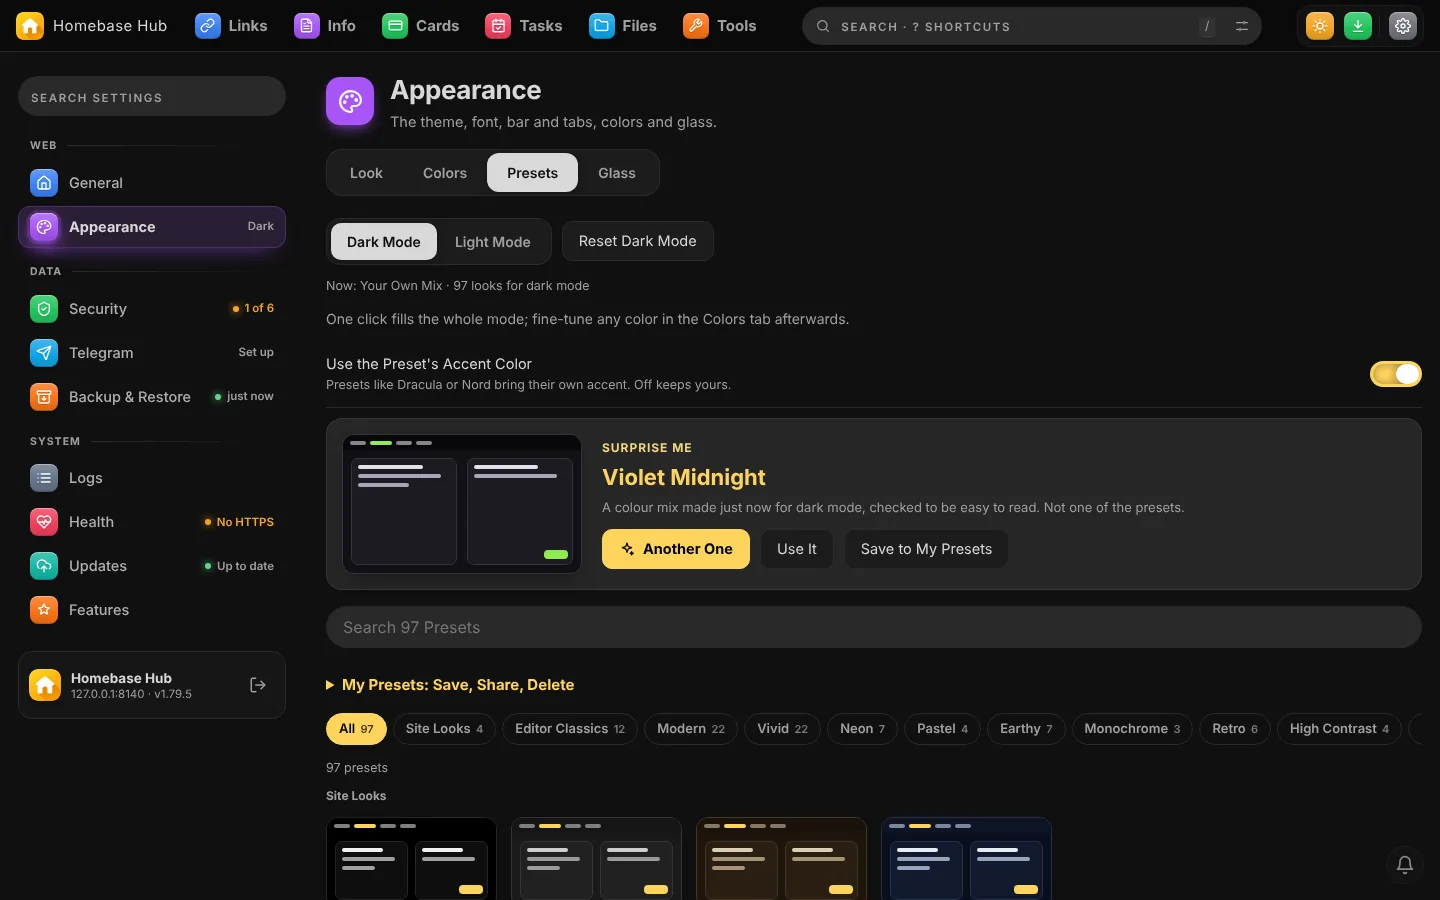 Homebase Hub
Links
Info
Cards
Tasks
Files
Tools
SEARCH · ? SHORTCUTS
/
SEARCH SETTINGS
WEB
General
Appearance
Dark
DATA
Security
1 of 6
Telegram
Set up
Backup & Restore
just now
SYSTEM
Logs
Health
No HTTPS
Updates
Up to date
Features
Homebase Hub
127.0.0.1:8140 · v1.79.5
Appearance
The theme, font, bar and tabs, colors and glass.
Look
Colors
Presets
Glass
Dark Mode
Light Mode
Reset Dark Mode
Now: Your Own Mix · 97 looks for dark mode
One click fills the whole mode; fine-tune any color in the Colors tab afterwards.
Use the Preset's Accent Color
Presets like Dracula or Nord bring their own accent. Off keeps yours.
SURPRISE ME
Violet Midnight
A colour mix made just now for dark mode, checked to be easy to read. Not one of the presets.
Another One
Use It
Save to My Presets
Search 97 Presets
My Presets: Save, Share, Delete
All 97
Site Looks 4
Editor Classics 12
Modern 22
Vivid 22
Neon 7
Pastel 4
Earthy 7
Monochrome 3
Retro 6
High Contrast 4
97 presets
Site Looks